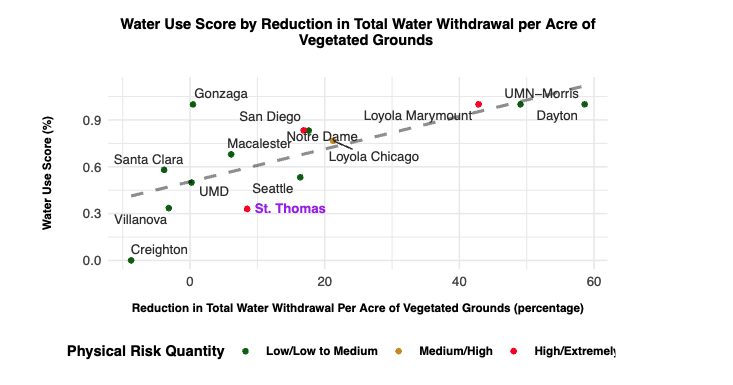 Water Use Score by Reduction in Total Water Withdrawal per Acre of
Vegetated Grounds
Water Use Score (%)
0.9
0.6
0.3
0.0
Gonzaga
UMN−Morris
San Diego
Loyola Marymount
Dayton
Notre Dame
Macalester
Loyola Chicago
Santa Clara
UMD
Seattle
St. Thomas
Villanova
Creighton
0
20
40
60
Reduction in Total Water Withdrawal Per Acre of Vegetated Grounds (percentage)
Physical Risk Quantity
Low/Low to Medium
Medium/High
High/Extremely